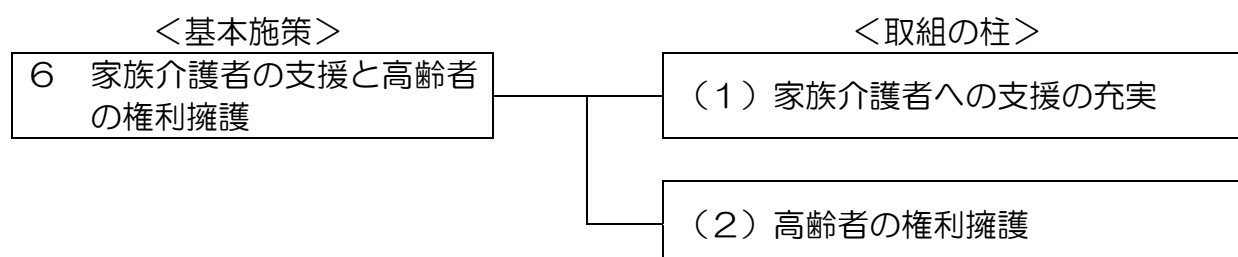 ＜基本施策＞
＜取組の柱＞
６　家族介護者の支援と高齢者
の権利擁護
（１）家族介護者への支援の充実
（２）高齢者の権利擁護